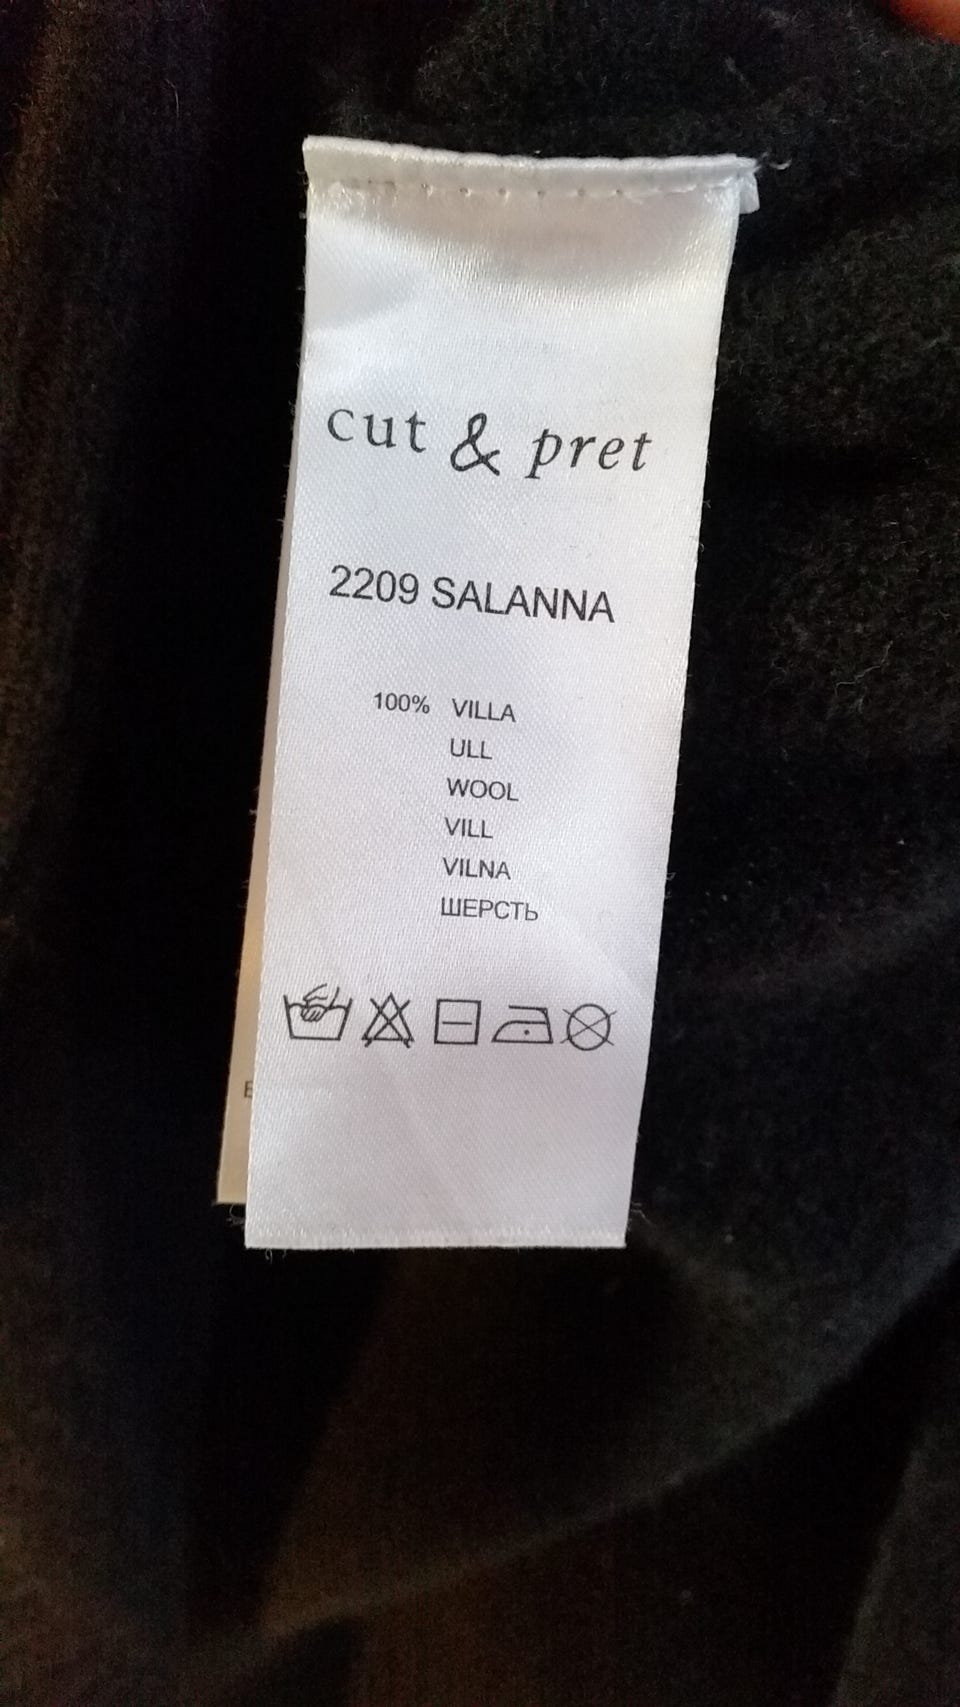 cut & pret
2209 SALANNA
100% VILLA
ULL
WOOL
VILL
VILNA
ШЕРСТЬ